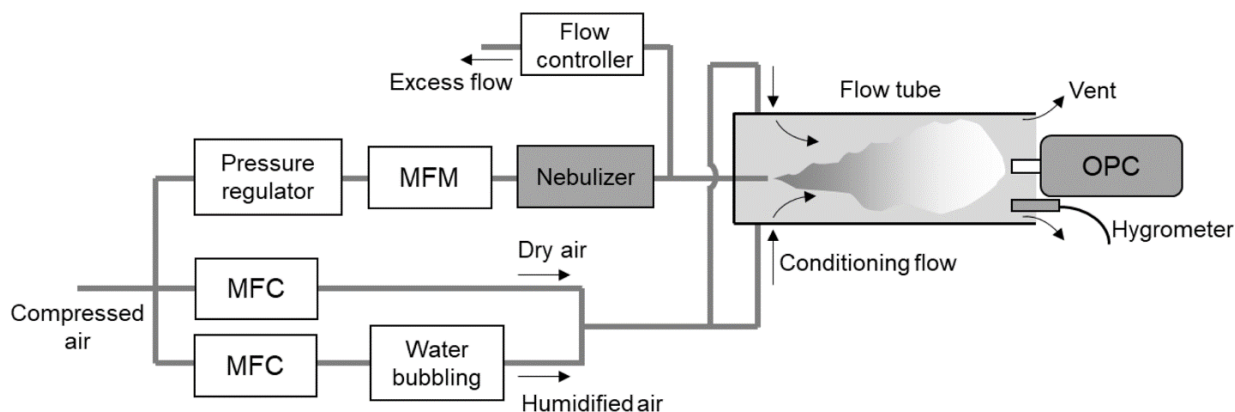 Flow
controller
Excess flow
Flow tube
Vent
Pressure
regulator
MFM
Nebulizer
OPC
Hygrometer
Dry air
Conditioning flow
MFC
Compressed
air
MFC
Water
bubbling
Humidified air